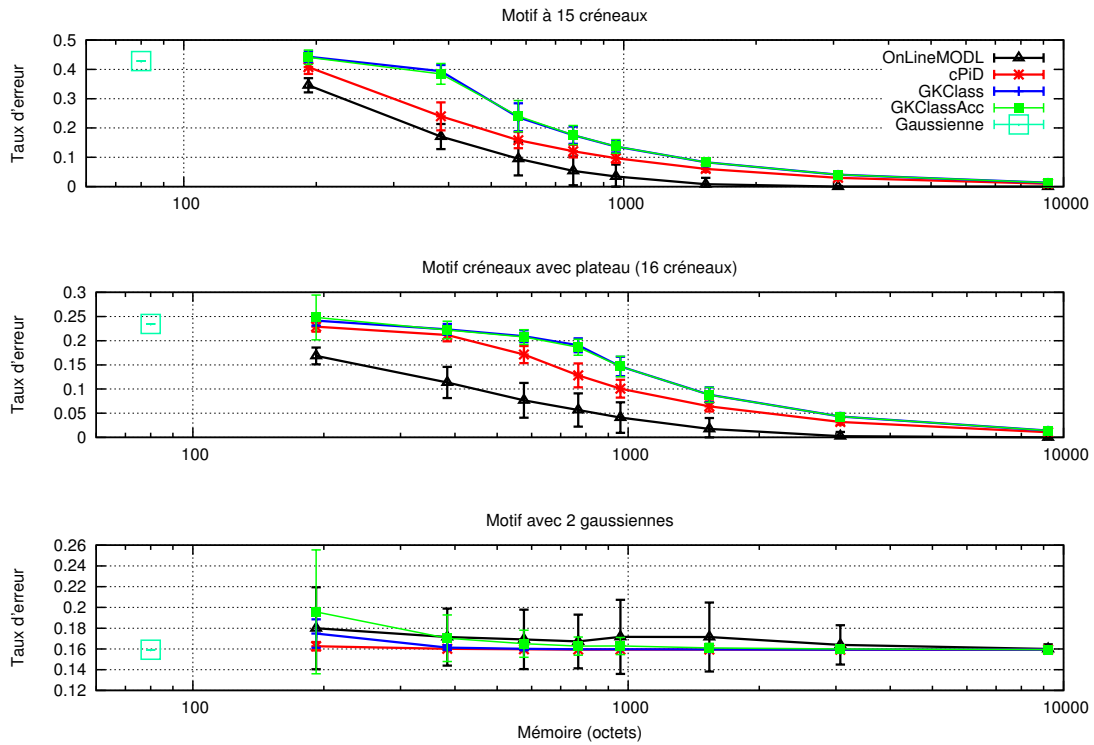 Motif à 15 créneaux
Taux d'erreur
0.5
0.4
0.3
0.2
0.1
0
100
1000
10000
OnLineMODL
cPiD
GKClass
GKClassAcc
Gaussienne
Motif créneaux avec plateau (16 créneaux)
Taux d'erreur
0.3
0.25
0.2
0.15
0.1
0.05
0
100
1000
10000
Motif avec 2 gaussiennes
Taux d'erreur
0.26
0.24
0.22
0.2
0.18
0.16
0.14
0.12
100
1000
10000
Mémoire (octets)